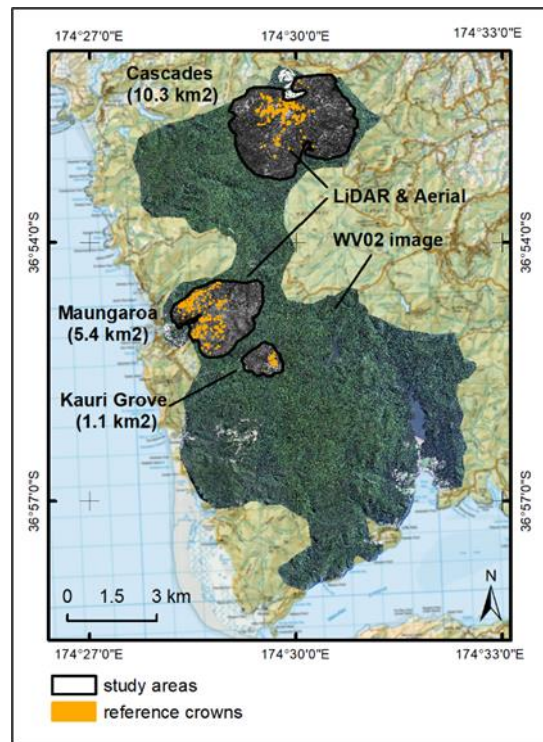 174°27'0"E 174°30'0"E 174°33'0"E
Cascades
(10.3 km2)
LiDAR & Aerial
WV02 image
36°54'0"S 36°54'0"S
Maungaroa
(5.4 km2)
Kauri Grove
(1.1 km2)
36°57'0"S 36°57'0"S
0 1.5 3 km
N
174°27'0"E 174°30'0"E 174°33'0"E
study areas
reference crowns